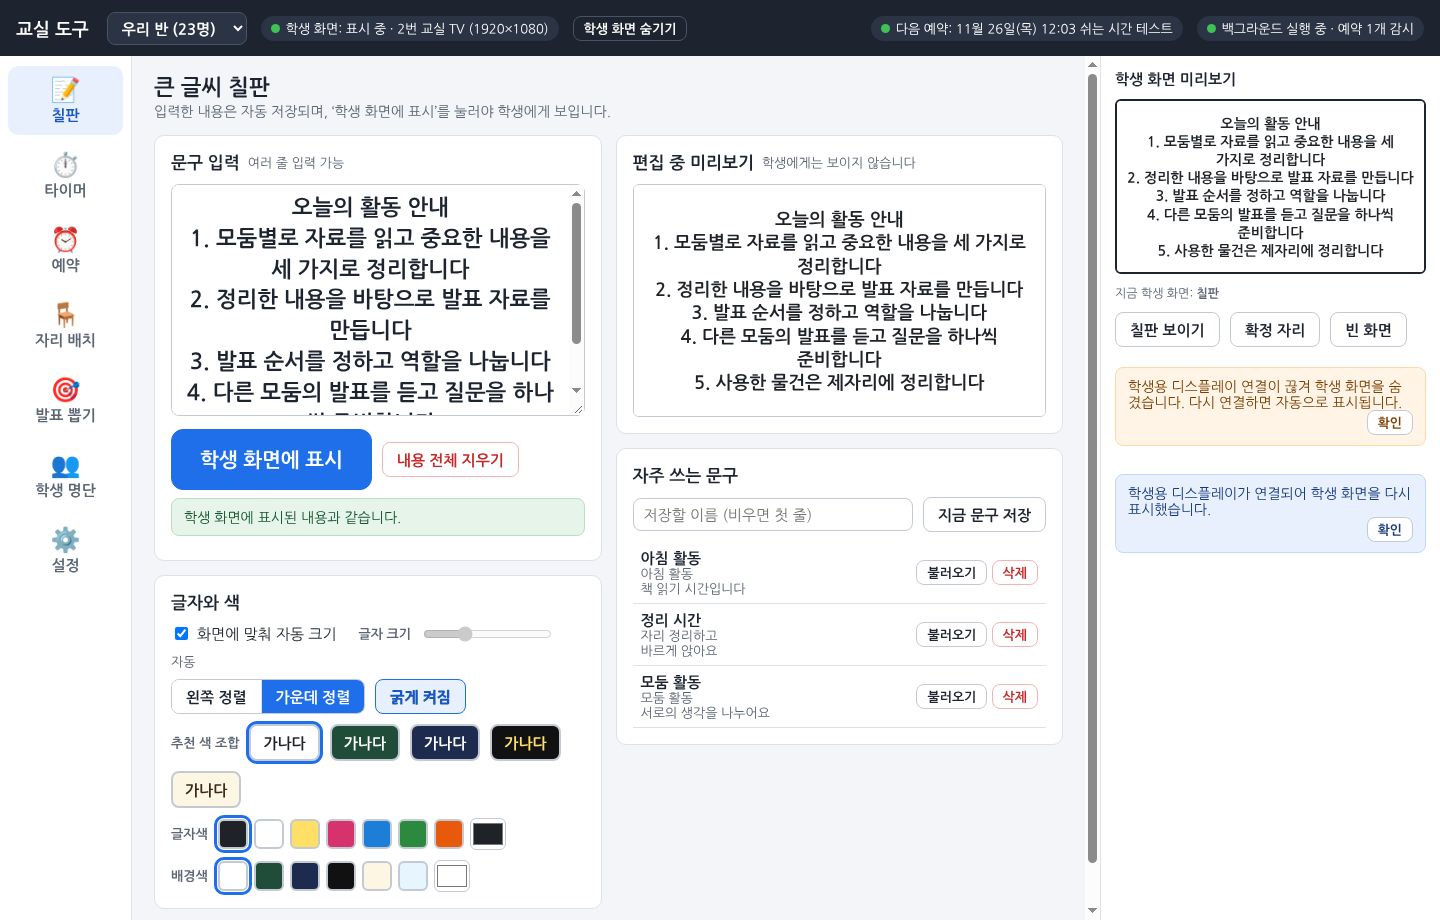 교실 도구
우리 반 (23명)
학생 화면: 표시 중 · 2번 교실 TV (1920×1080)
학생 화면 숨기기
다음 예약: 11월 26일(목) 12:03 쉬는 시간 테스트
백그라운드 실행 중 · 예약 1개 감시
칠판
타이머
예약
자리 배치
발표 뽑기
학생 명단
설정
큰 글씨 칠판
입력한 내용은 자동 저장되며, ‘학생 화면에 표시’를 눌러야 학생에게 보입니다.
문구 입력 여러 줄 입력 가능
오늘의 활동 안내
1. 모둠별로 자료를 읽고 중요한 내용을
세 가지로 정리합니다
2. 정리한 내용을 바탕으로 발표 자료를
만듭니다
3. 발표 순서를 정하고 역할을 나눕니다
4. 다른 모둠의 발표를 듣고 질문을 하나
학생 화면에 표시
내용 전체 지우기
학생 화면에 표시된 내용과 같습니다.
글자와 색
화면에 맞춰 자동 크기 글자 크기
자동
왼쪽 정렬 가운데 정렬 굵게 켜짐
추천 색 조합 가나다 가나다 가나다 가나다
가나다
글자색
배경색
편집 중 미리보기 학생에게는 보이지 않습니다
오늘의 활동 안내
1. 모둠별로 자료를 읽고 중요한 내용을 세 가지로
정리합니다
2. 정리한 내용을 바탕으로 발표 자료를 만듭니다
3. 발표 순서를 정하고 역할을 나눕니다
4. 다른 모둠의 발표를 듣고 질문을 하나씩
준비합니다
5. 사용한 물건은 제자리에 정리합니다
자주 쓰는 문구
저장할 이름 (비우면 첫 줄) 지금 문구 저장
아침 활동
아침 활동
책 읽기 시간입니다
불러오기 삭제
정리 시간
자리 정리하고
바르게 앉아요
불러오기 삭제
모둠 활동
모둠 활동
서로의 생각을 나누어요
불러오기 삭제
학생 화면 미리보기
오늘의 활동 안내
1. 모둠별로 자료를 읽고 중요한 내용을 세
가지로 정리합니다
2. 정리한 내용을 바탕으로 발표 자료를 만듭니다
3. 발표 순서를 정하고 역할을 나눕니다
4. 다른 모둠의 발표를 듣고 질문을 하나씩
준비합니다
5. 사용한 물건은 제자리에 정리합니다
지금 학생 화면: 칠판
칠판 보이기 확정 자리 빈 화면
학생용 디스플레이 연결이 끊겨 학생 화면을 숨
겼습니다. 다시 연결하면 자동으로 표시됩니다.
확인
학생용 디스플레이가 연결되어 학생 화면을 다시
표시했습니다.
확인